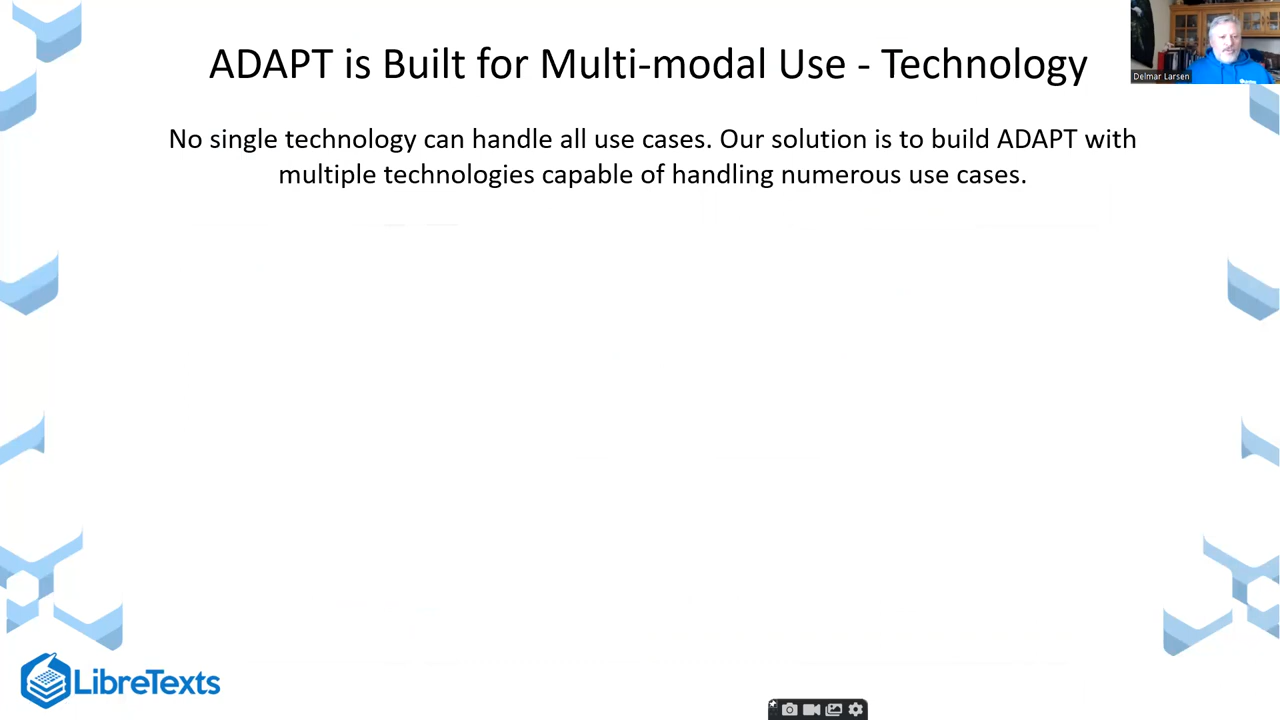 ADAPT is Built for Multi-modal Use - Technology
Delmar Larsen
No single technology can handle all use cases. Our solution is to build ADAPT with
multiple technologies capable of handling numerous use cases.
LibreTexts